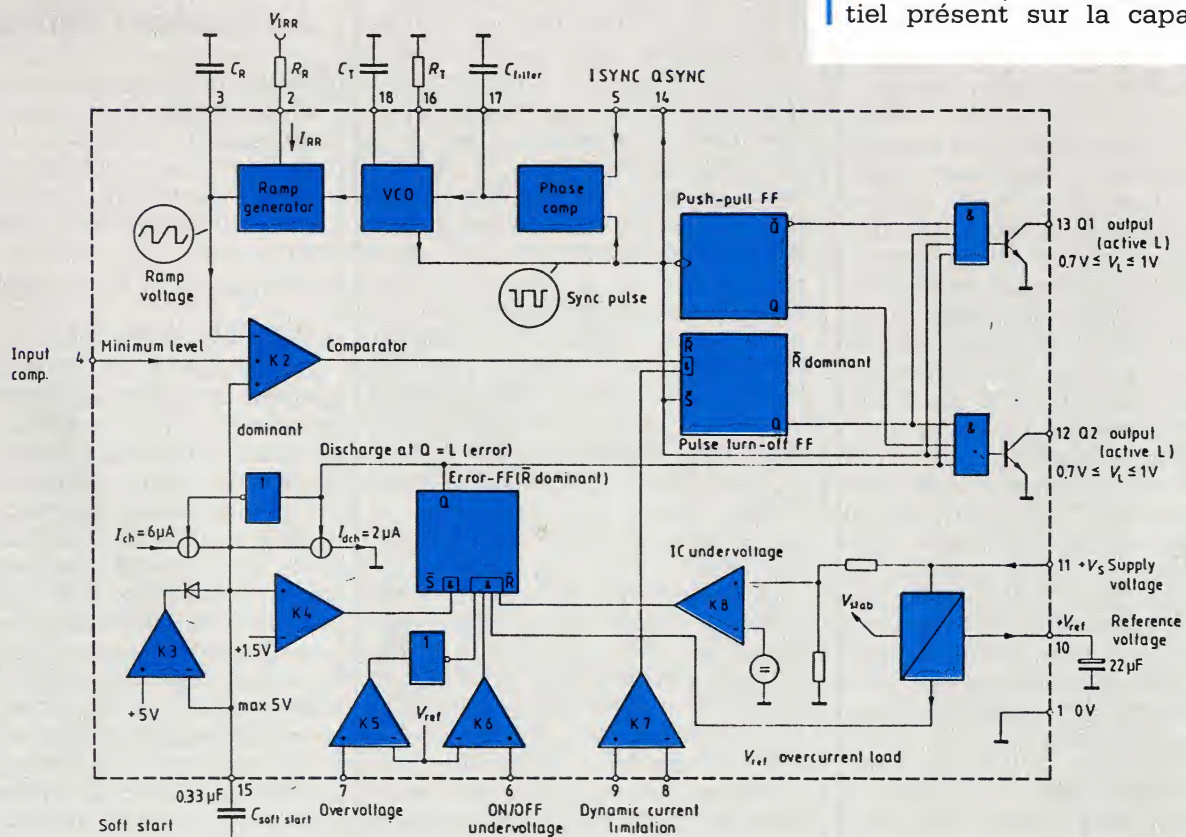 tiel présent sur la capa
V_IRR
C_R
R_R
C_T
R_T
C_filter
I SYNC Q SYNC
3
2
18
16
17
5
14
I_RR
Ramp generator
VCO
Phase comp
Push-pull FF
Q̄
Q
&
13 Q1 output
(active L)
0,7V ≤ V_L ≤ 1V
Ramp voltage
Sync pulse
Input comp.
4
Minimum level
K2
Comparator
R̄
&
S̄
R̄ dominant
Q
Pulse turn-off FF
dominant
Discharge at Q = L (error)
Error-FF(R̄ dominant)
&
12 Q2 output
(active L)
0,7V ≤ V_L ≤ 1V
1
Q
I_ch=6µA
I_dch=2µA
S̄ & & R̄
IC undervoltage
K8
11 +V_S Supply voltage
V_stab
+V_ref Reference voltage
10
22µF
K3
K4
+1.5V
+5V
max 5V
1
K5
V_ref
K6
K7
1 0V
V_ref overcurrent load
0.33 µF
15
C_soft start
Soft start
7
Overvoltage
6
ON/OFF undervoltage
9
8
Dynamic current limitation